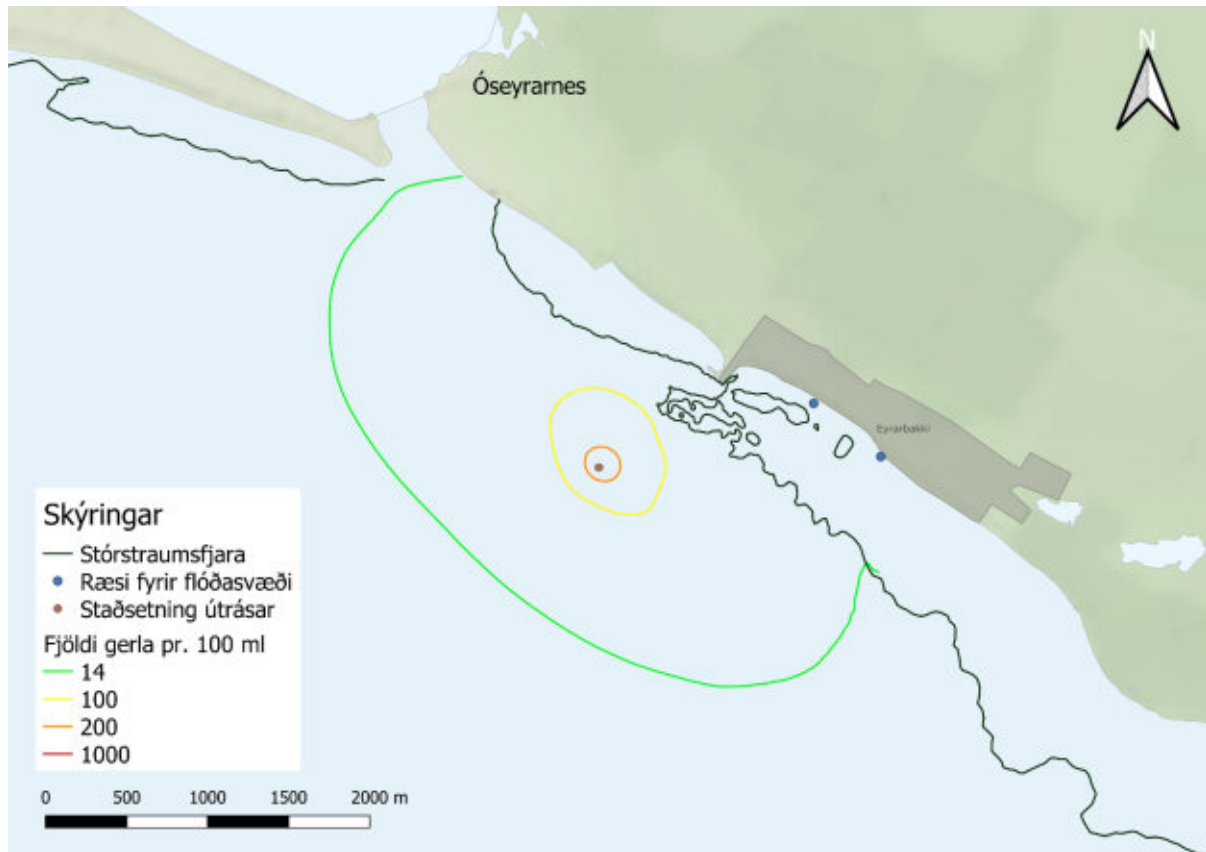 N
Óseyrarnes
Eyrarbakki
Skýringar
Stórstraumsfjara
Ræsi fyrir flóðasvæði
Staðsetning útrásar
Fjöldi gerla pr. 100 ml
14
100
200
1000
0 500 1000 1500 2000 m